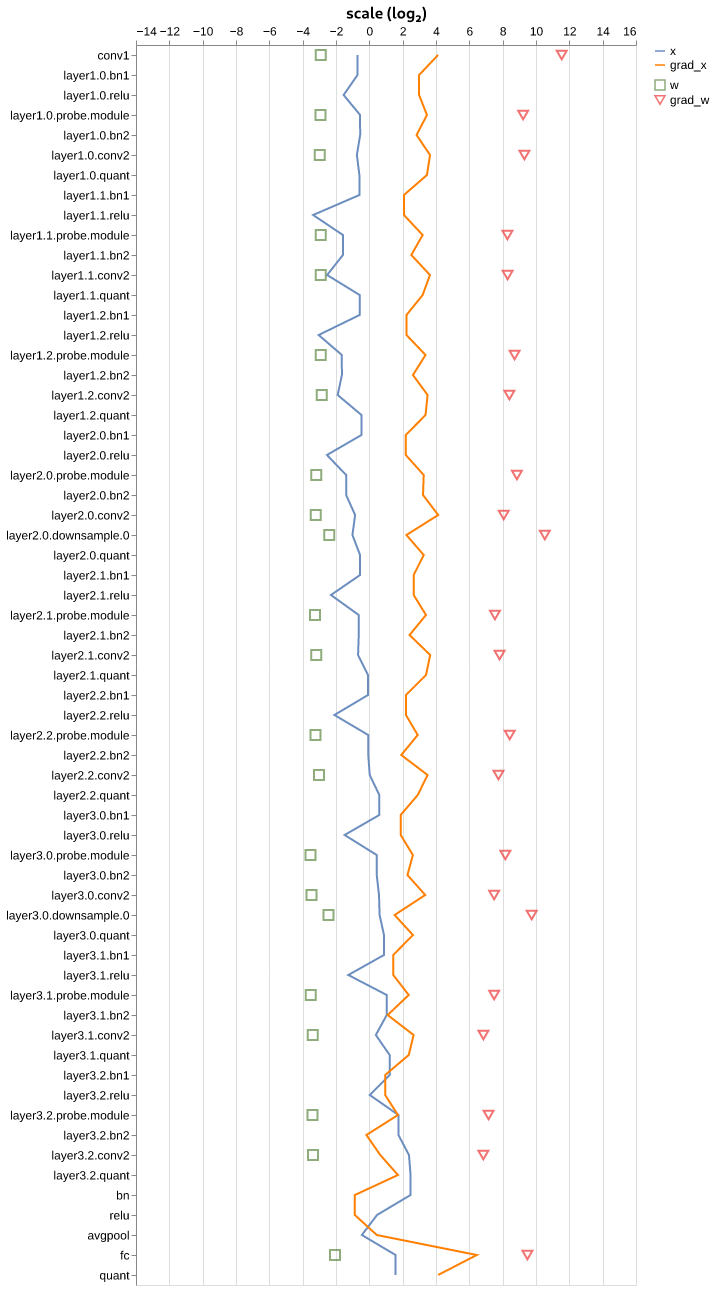 scale (log₂)
−14 −12 −10 −8 −6 −4 −2 0 2 4 6 8 10 12 14 16
x
grad_x
w
grad_w
conv1
layer1.0.bn1
layer1.0.relu
layer1.0.probe.module
layer1.0.bn2
layer1.0.conv2
layer1.0.quant
layer1.1.bn1
layer1.1.relu
layer1.1.probe.module
layer1.1.bn2
layer1.1.conv2
layer1.1.quant
layer1.2.bn1
layer1.2.relu
layer1.2.probe.module
layer1.2.bn2
layer1.2.conv2
layer1.2.quant
layer2.0.bn1
layer2.0.relu
layer2.0.probe.module
layer2.0.bn2
layer2.0.conv2
layer2.0.downsample.0
layer2.0.quant
layer2.1.bn1
layer2.1.relu
layer2.1.probe.module
layer2.1.bn2
layer2.1.conv2
layer2.1.quant
layer2.2.bn1
layer2.2.relu
layer2.2.probe.module
layer2.2.bn2
layer2.2.conv2
layer2.2.quant
layer3.0.bn1
layer3.0.relu
layer3.0.probe.module
layer3.0.bn2
layer3.0.conv2
layer3.0.downsample.0
layer3.0.quant
layer3.1.bn1
layer3.1.relu
layer3.1.probe.module
layer3.1.bn2
layer3.1.conv2
layer3.1.quant
layer3.2.bn1
layer3.2.relu
layer3.2.probe.module
layer3.2.bn2
layer3.2.conv2
layer3.2.quant
bn
relu
avgpool
fc
quant